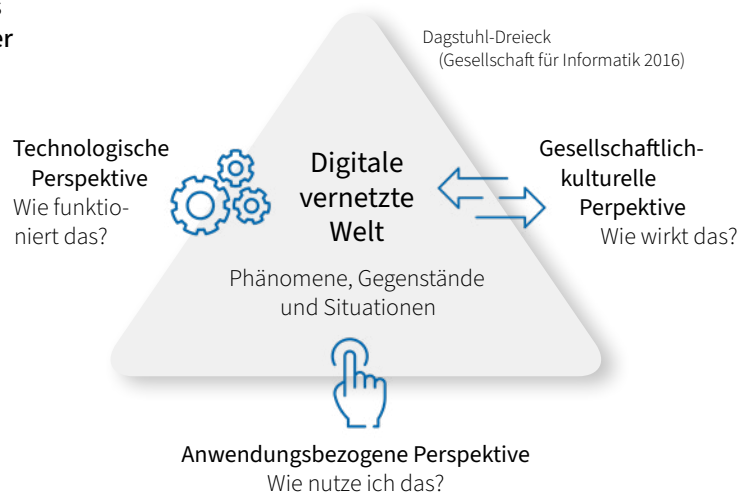 s
er
Dagstuhl-Dreieck
(Gesellschaft für Informatik 2016)
Technologische
Perspektive
Wie funktio-
niert das?
Digitale
vernetzte
Welt
Phänomene, Gegenstände
und Situationen
Gesellschaftlich-
kulturelle
Perpektive
Wie wirkt das?
Anwendungsbezogene Perspektive
Wie nutze ich das?